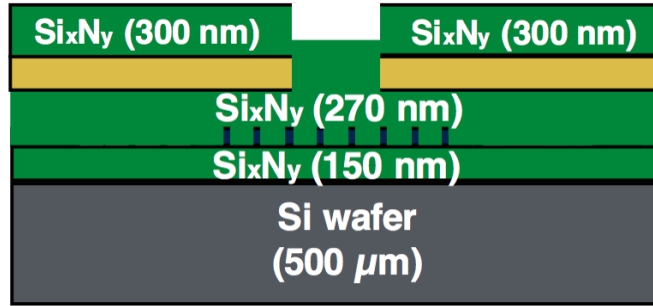 SixNy (300 nm)
SixNy (300 nm)
SixNy (270 nm)
SixNy (150 nm)
Si wafer
(500 μm)